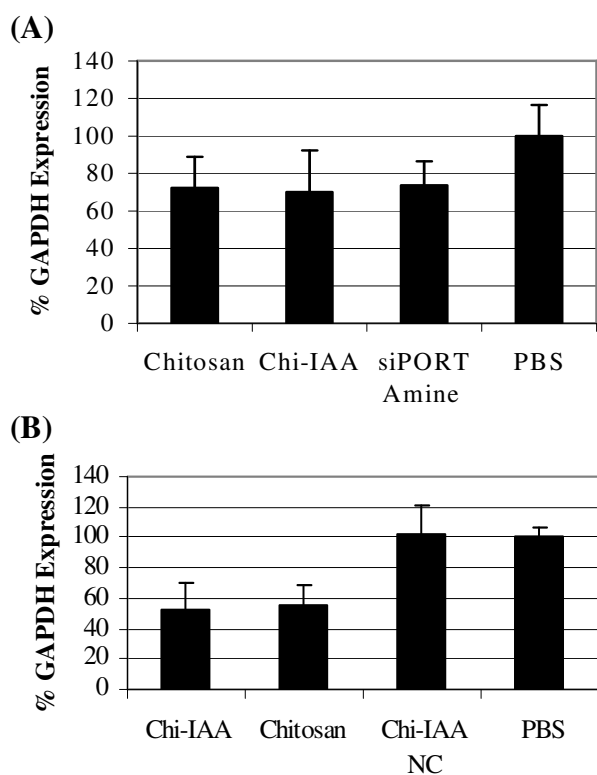 (A)
% GAPDH Expression
140
120
100
80
60
40
20
0
Chitosan Chi-IAA siPORT PBS
Amine
(B)
% GAPDH Expression
140
120
100
80
60
40
20
0
Chi-IAA Chitosan Chi-IAA PBS
NC